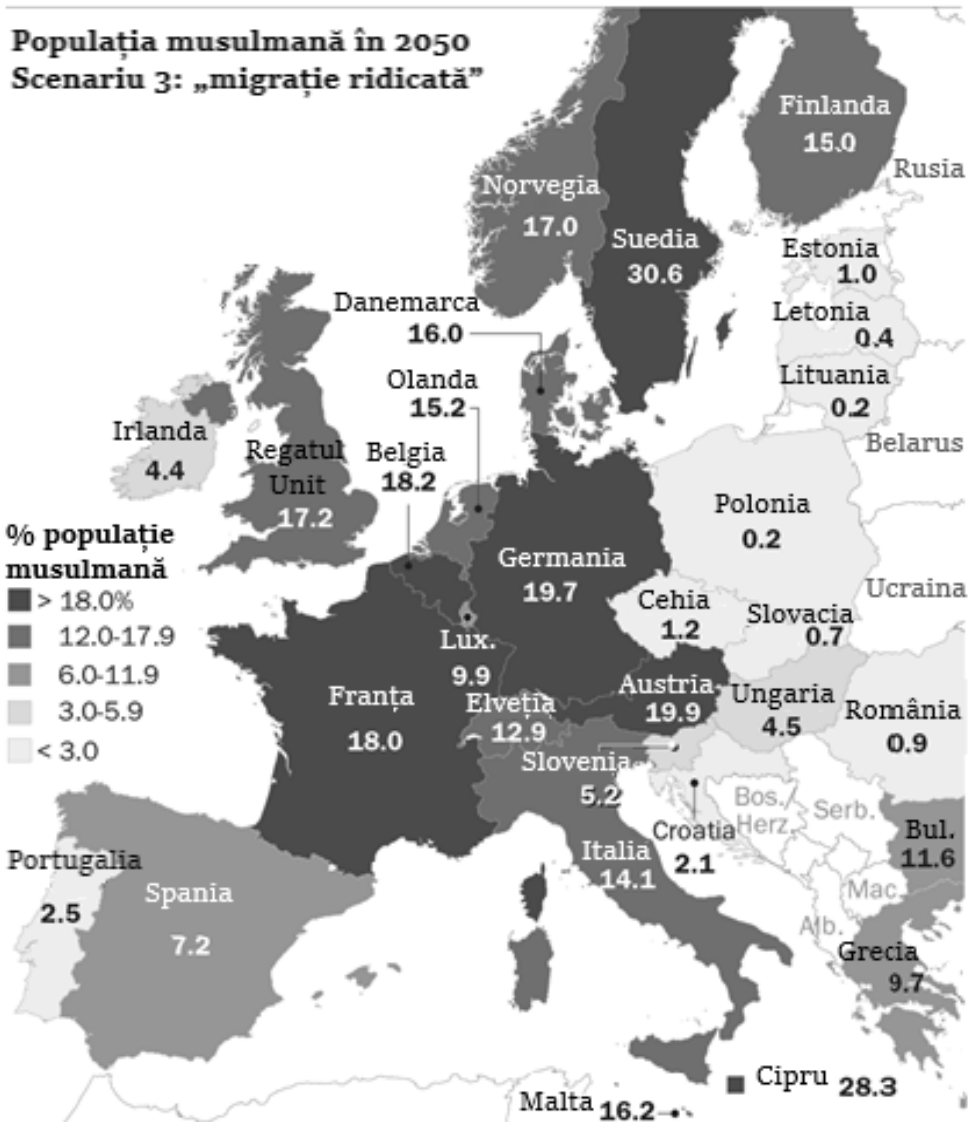 Populația musulmană în 2050
Scenariu 3: „migrație ridicată”
Finlanda
15.0
Rusia
Norvegia
17.0
Suedia
30.6
Estonia
1.0
Danemarca
16.0
Letonia
0.4
Olanda
15.2
Lituania
0.2
Irlanda
4.4
Regatul
Unit
17.2
Belgia
18.2
Belarus
Polonia
0.2
% populație
musulmană
> 18.0%
12.0-17.9
6.0-11.9
3.0-5.9
< 3.0
Germania
19.7
Ucraina
Cehia
1.2
Slovacia
0.7
Lux.
9.9
Franța
18.0
Elveția
12.9
Austria
19.9
Ungaria
4.5
România
0.9
Slovenia
5.2
Croatia
2.1
Bos./
Herz.
Serb.
Bul.
11.6
Portugalia
2.5
Spania
7.2
Italia
14.1
Mac.
Alb.
Grecia
9.7
Cipru 28.3
Malta 16.2